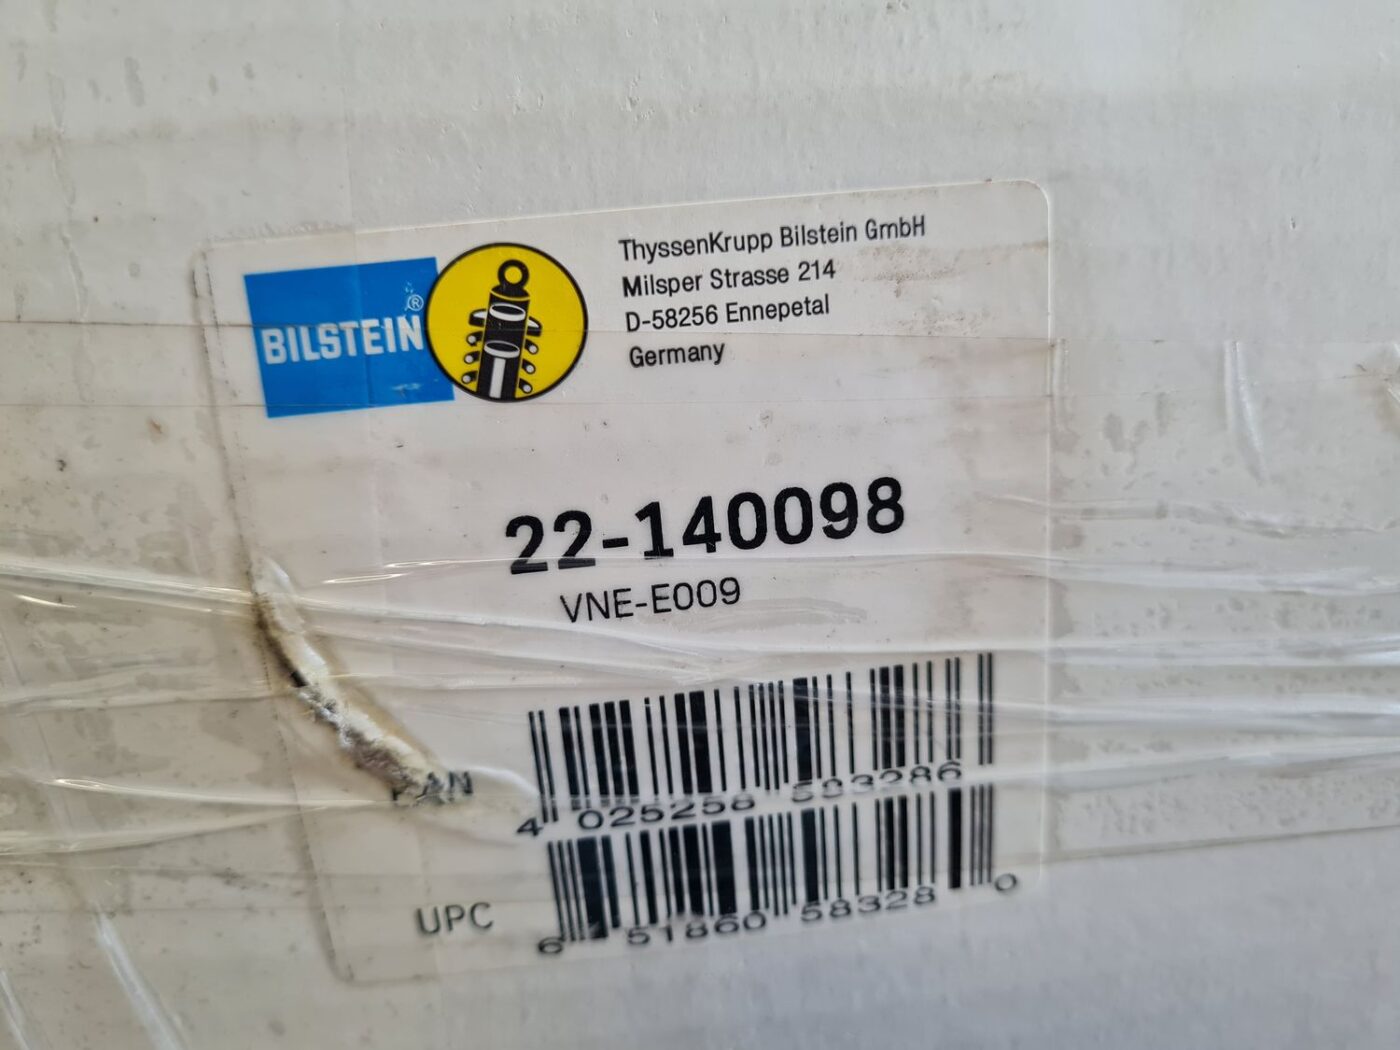 BILSTEIN®
ThyssenKrupp Bilstein GmbH
Milsper Strasse 214
D-58256 Ennepetal
Germany
22-140098
VNE-E009
EAN
4 025258 583286
UPC
6 51860 58328 0